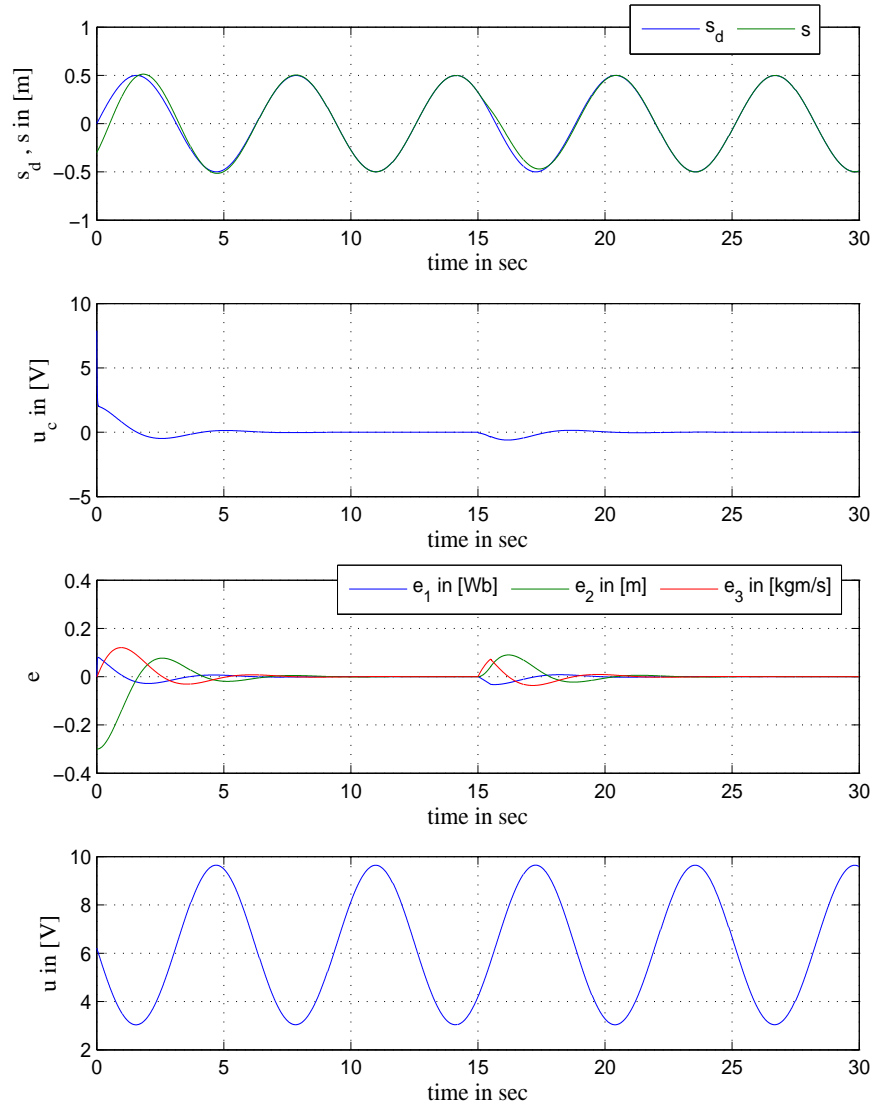 s_d s
1
0.5
0
−0.5
−1
s_d , s in [m]
0 5 10 15 20 25 30
time in sec
10
5
0
−5
u_c in [V]
0 5 10 15 20 25 30
time in sec
e_1 in [Wb] e_2 in [m] e_3 in [kgm/s]
0.4
0.2
0
−0.2
−0.4
e
0 5 10 15 20 25 30
time in sec
10
8
6
4
2
u in [V]
0 5 10 15 20 25 30
time in sec